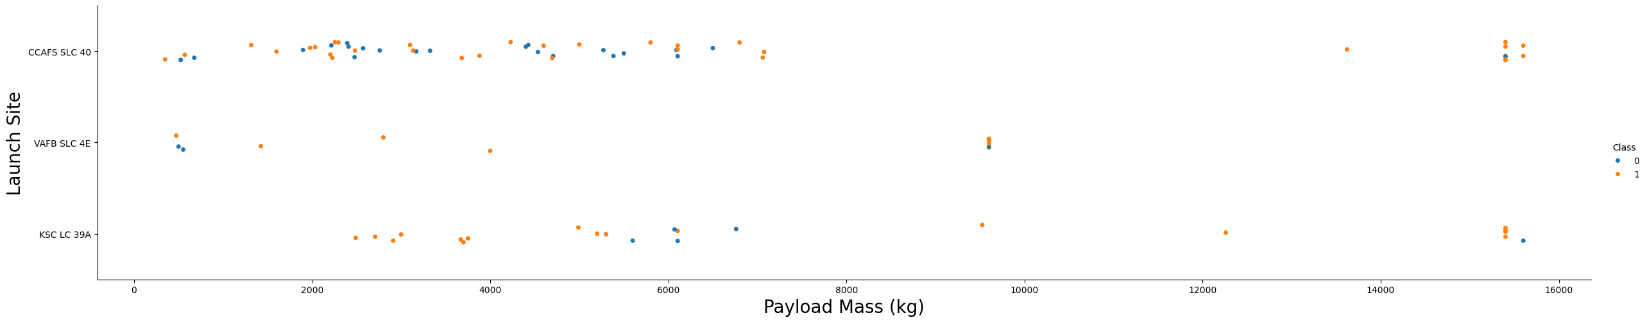 CCAFS SLC 40
VAFB SLC 4E
KSC LC 39A
Launch Site
0 2000 4000 6000 8000 10000 12000 14000 16000
Payload Mass (kg)
Class
0
1